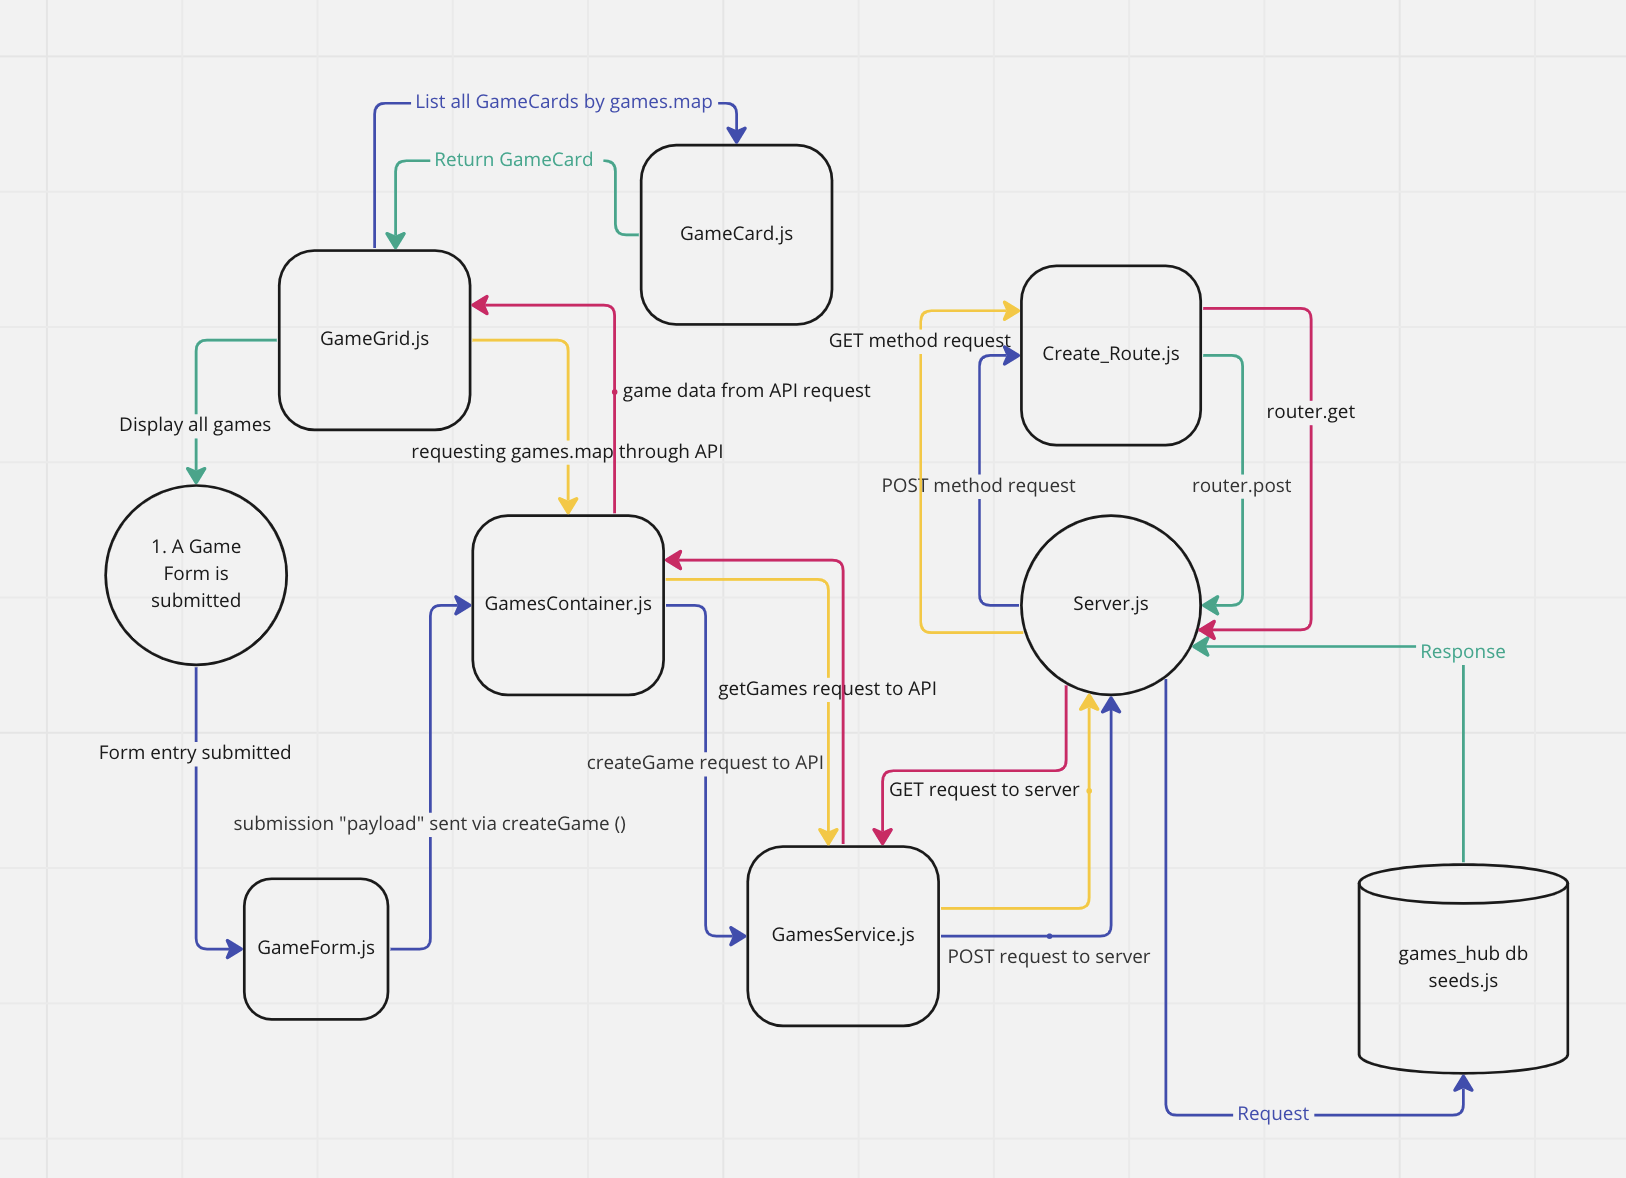 List all GameCards by games.map
Return GameCard
GameCard.js
GameGrid.js
GET method request
Create_Route.js
game data from API request
router.get
Display all games
requesting games.map through API
POST method request
router.post
1. A Game
Form is
submitted
GamesContainer.js
Server.js
Response
getGames request to API
Form entry submitted
createGame request to API
GET request to server
submission "payload" sent via createGame ()
GameForm.js
GamesService.js
POST request to server
games_hub db
seeds.js
Request